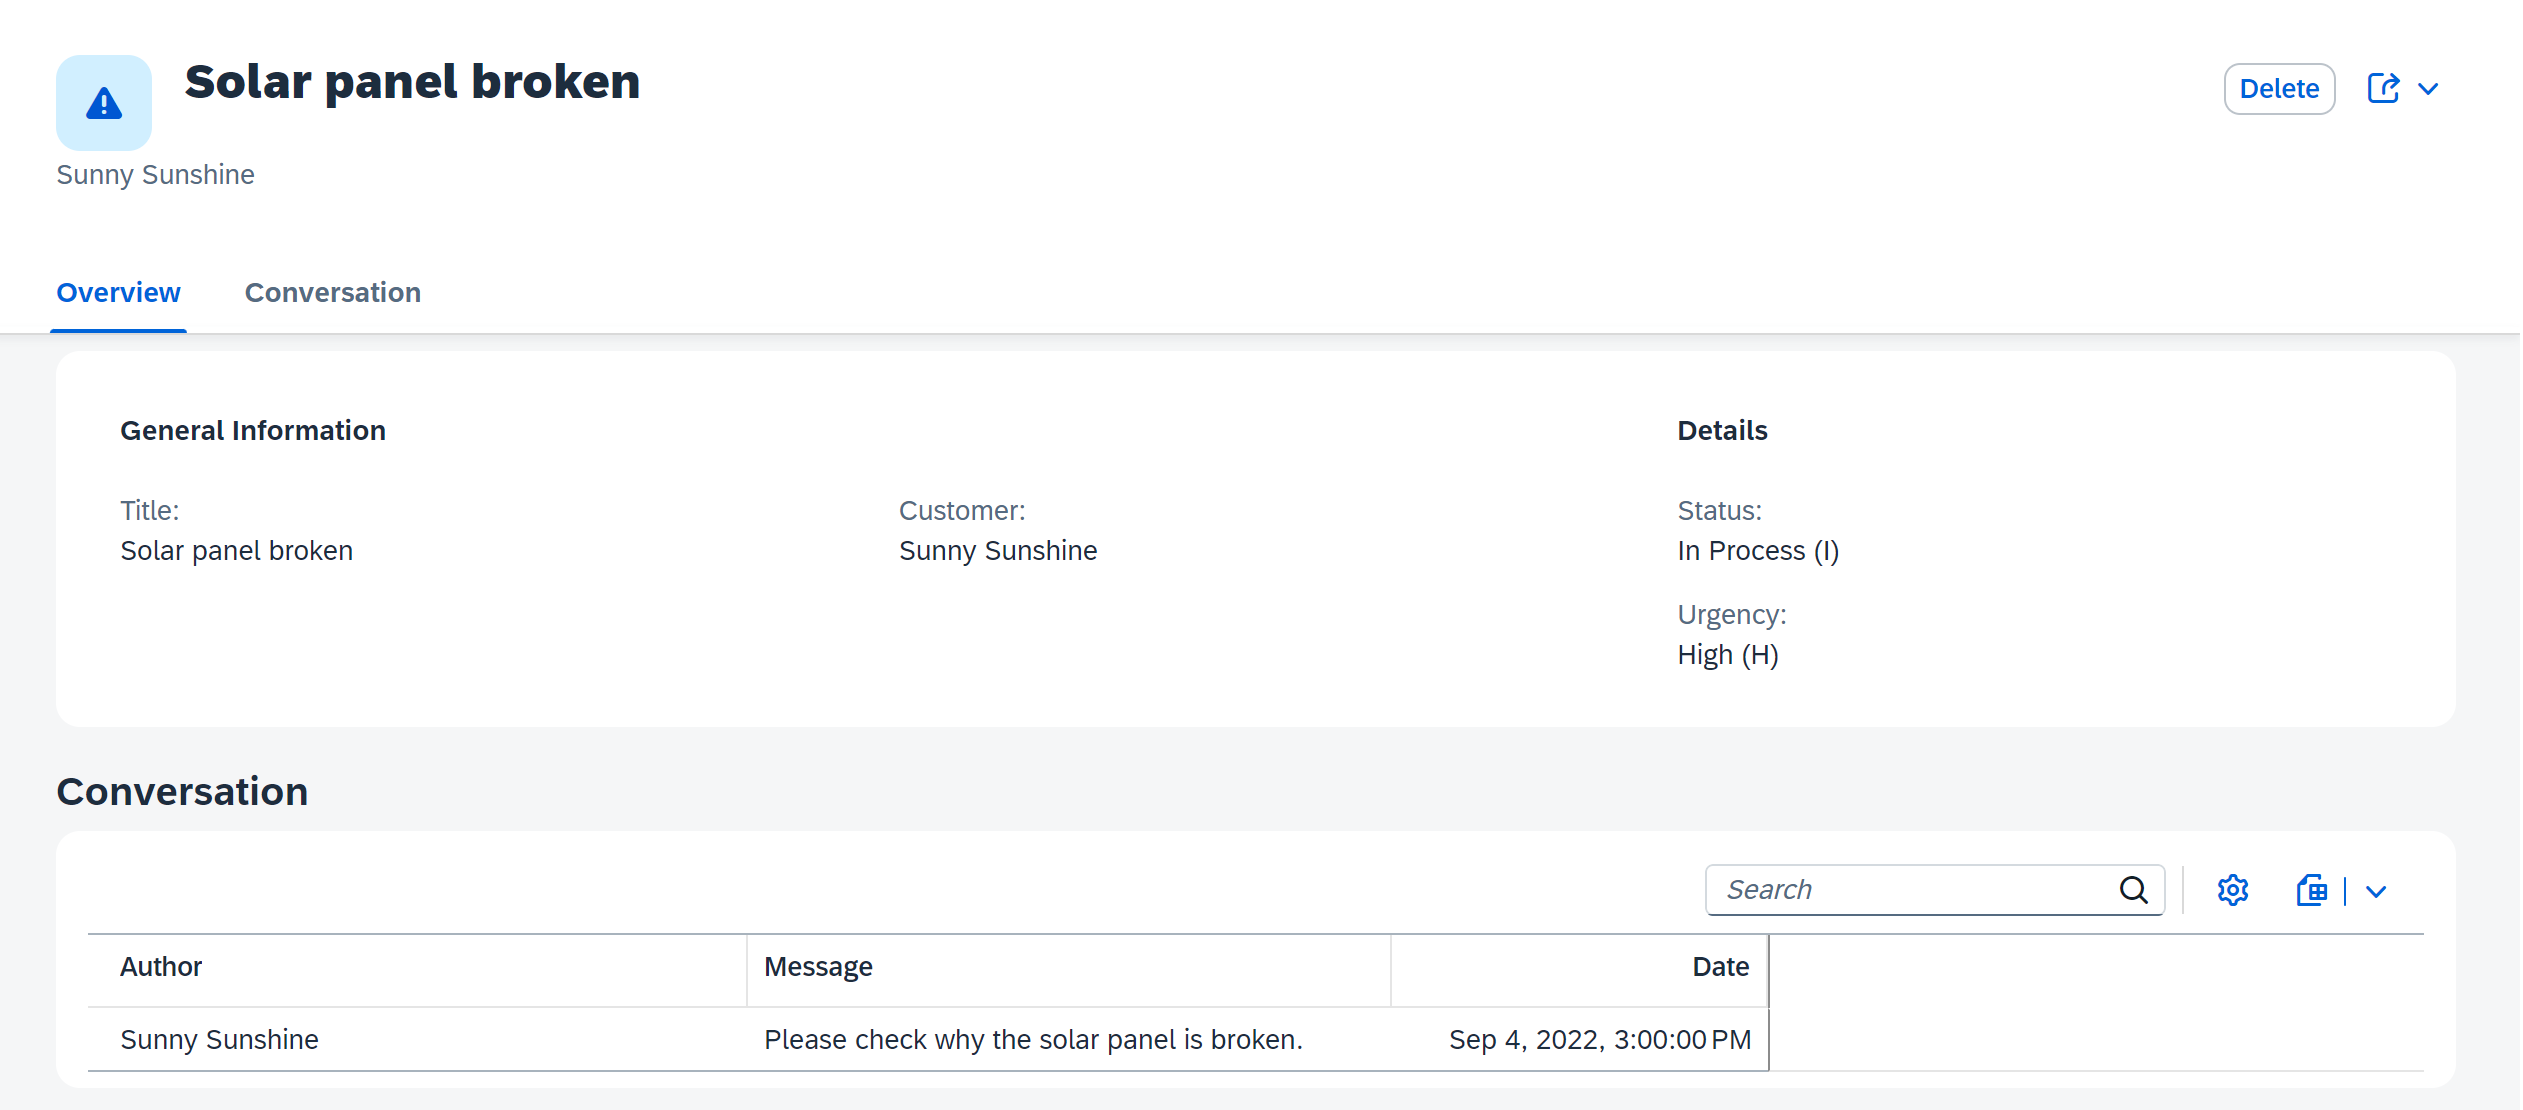 Solar panel broken
Delete
Sunny Sunshine
Overview Conversation
General Information Details
Title: Customer: Status:
Solar panel broken Sunny Sunshine In Process (I)
Urgency:
High (H)
Conversation
Search
Author Message Date
Sunny Sunshine Please check why the solar panel is broken. Sep 4, 2022, 3:00:00 PM